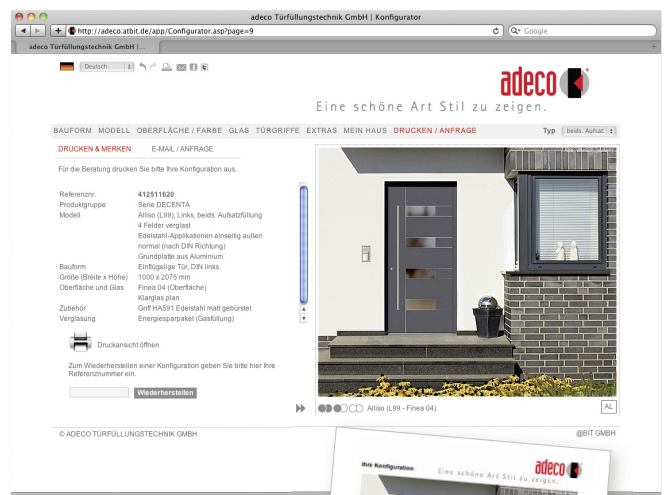 adeco Türfüllungstechnik GmbH | Konfigurator
http://adeco.atbit.de/app/Configurator.asp?page=9
Google
adeco Türfüllungstechnik GmbH |...
Deutsch
adeco
Eine schöne Art Stil zu zeigen.
BAUFORM MODELL OBERFLÄCHE / FARBE GLAS TÜRGRIFFE EXTRAS MEIN HAUS DRUCKEN / ANFRAGE Typ beids. Aufsat
DRUCKEN & MERKEN E-MAIL / ANFRAGE
Für die Beratung drucken Sie bitte Ihre Konfiguration aus.
Referenznr. 412511620
Produktgruppe Serie DECENTA
Modell Alliso (L99), Links, beids. Aufsatzfüllung
4 Felder verglast
Edelstahl-Applikationen einseitig außen
normal (nach DIN Richtung)
Grundplatte aus Aluminium
Bauform Einflügelige Tür, DIN links
Größe (Breite x Höhe) 1000 x 2075 mm
Oberfläche und Glas Finea 04 (Oberfläche)
Klarglas plan
Zubehör Griff HA591 Edelstahl matt gebürstet
Verglasung Energiesparpaket (Gasfüllung)
Druckansicht öffnen
Zum Wiederherstellen einer Konfiguration geben Sie bitte hier Ihre
Referenznummer ein.
Wiederherstellen
Alliso (L99 - Finea 04)
AL
© ADECO TÜRFÜLLUNGSTECHNIK GMBH
@BIT GMBH
Ihre Konfiguration
adeco
Eine schöne Art Stil zu zeigen.